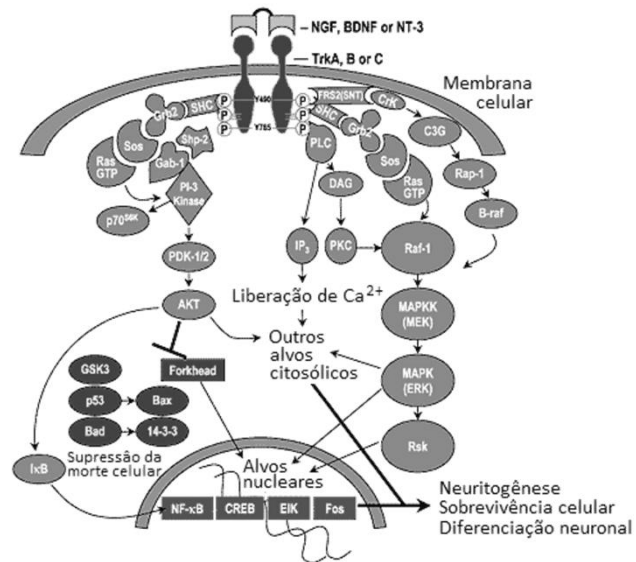 NGF, BDNF or NT-3
TrkA, B or C
Membrana
celular
P
P
P
Y490
Y785
P
P
P
FRS2(SNT)
CrK
SHC
Grb2
SHC
Grb2
C3G
Sos
Shp-2
PLC
Sos
Ras
GTP
Gab-1
Rap-1
PI-3
Kinase
DAG
Ras
GTP
p70S6K
B-raf
PDK-1/2
IP3
PKC
Raf-1
AKT
Liberação de Ca2+
MAPKK
(MEK)
Outros
alvos
citosólicos
GSK3
Forkhead
MAPK
(ERK)
p53
Bax
Bad
14-3-3
Rsk
Supressão da
morte celular
IκB
Alvos
nucleares
NF-κB
CREB
EIK
Fos
Neuritogênese
Sobrevivência celular
Diferenciação neuronal